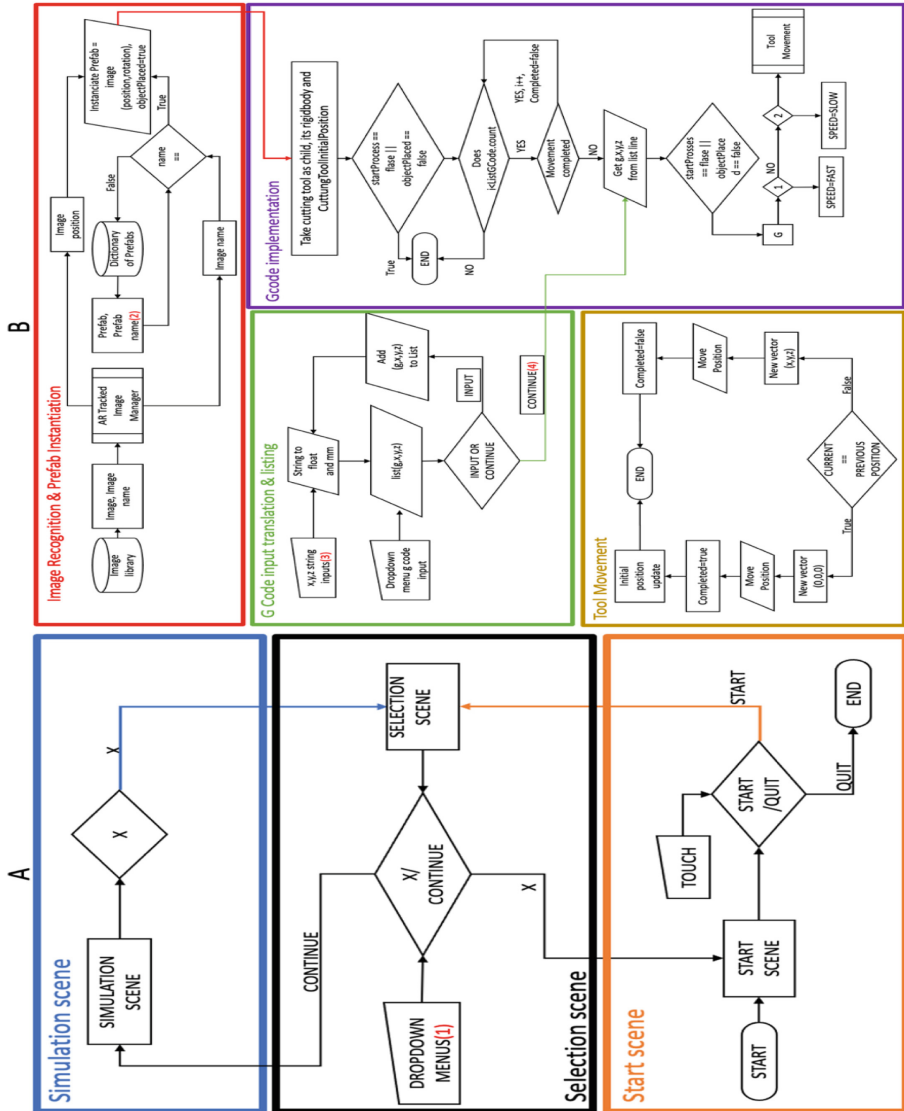 A
Simulation scene
SIMULATION
SCENE
X
X
CONTINUE
Selection scene
DROPDOWN
MENUS(1)
X/
CONTINUE
SELECTION
SCENE
X
Start scene
START
START
SCENE
TOUCH
START
/QUIT
START
QUIT
END
B
Image Recognition & Prefab Instantiation
Image
library
Image, Image
name
AR Tracked
Image
Manager
Image
position
Prefab,
Prefab
name(2)
Dictionary
of Prefabs
False
name
==
True
Image name
Instanciate Prefab =
image
(position,rotation),
objectPlaced=true
G Code input translation & listing
x,y,z string
inputs(3)
String to
float
and mm
Dropdown
menu g code
input
list(g,x,y,z)
Add
(g,x,y,z)
to List
INPUT OR
CONTINUE
INPUT
CONTINUE(4)
Tool Movement
Initial
position
update
Completed=true
Move
Position
New vector
(0,0,0)
True
END
CURRENT
==
PREVIOUS
POSITION
False
New vector
(x,y,z)
Move
Position
Completed=false
Gcode implementation
Take cutting tool as child, its rigidbody and
CuttungToolInitialPosition
startProcess ==
flase ||
objectPlaced ==
false
True
END
Does
i<ListGCode.count
NO
YES
Movement
completed
YES, i++,
Completed=false
NO
Get g,x,y,z
from list line
startProsses
== flase ||
objectPlace
d == false
G
1
NO
2
SPEED=FAST
SPEED=SLOW
Tool
Movement